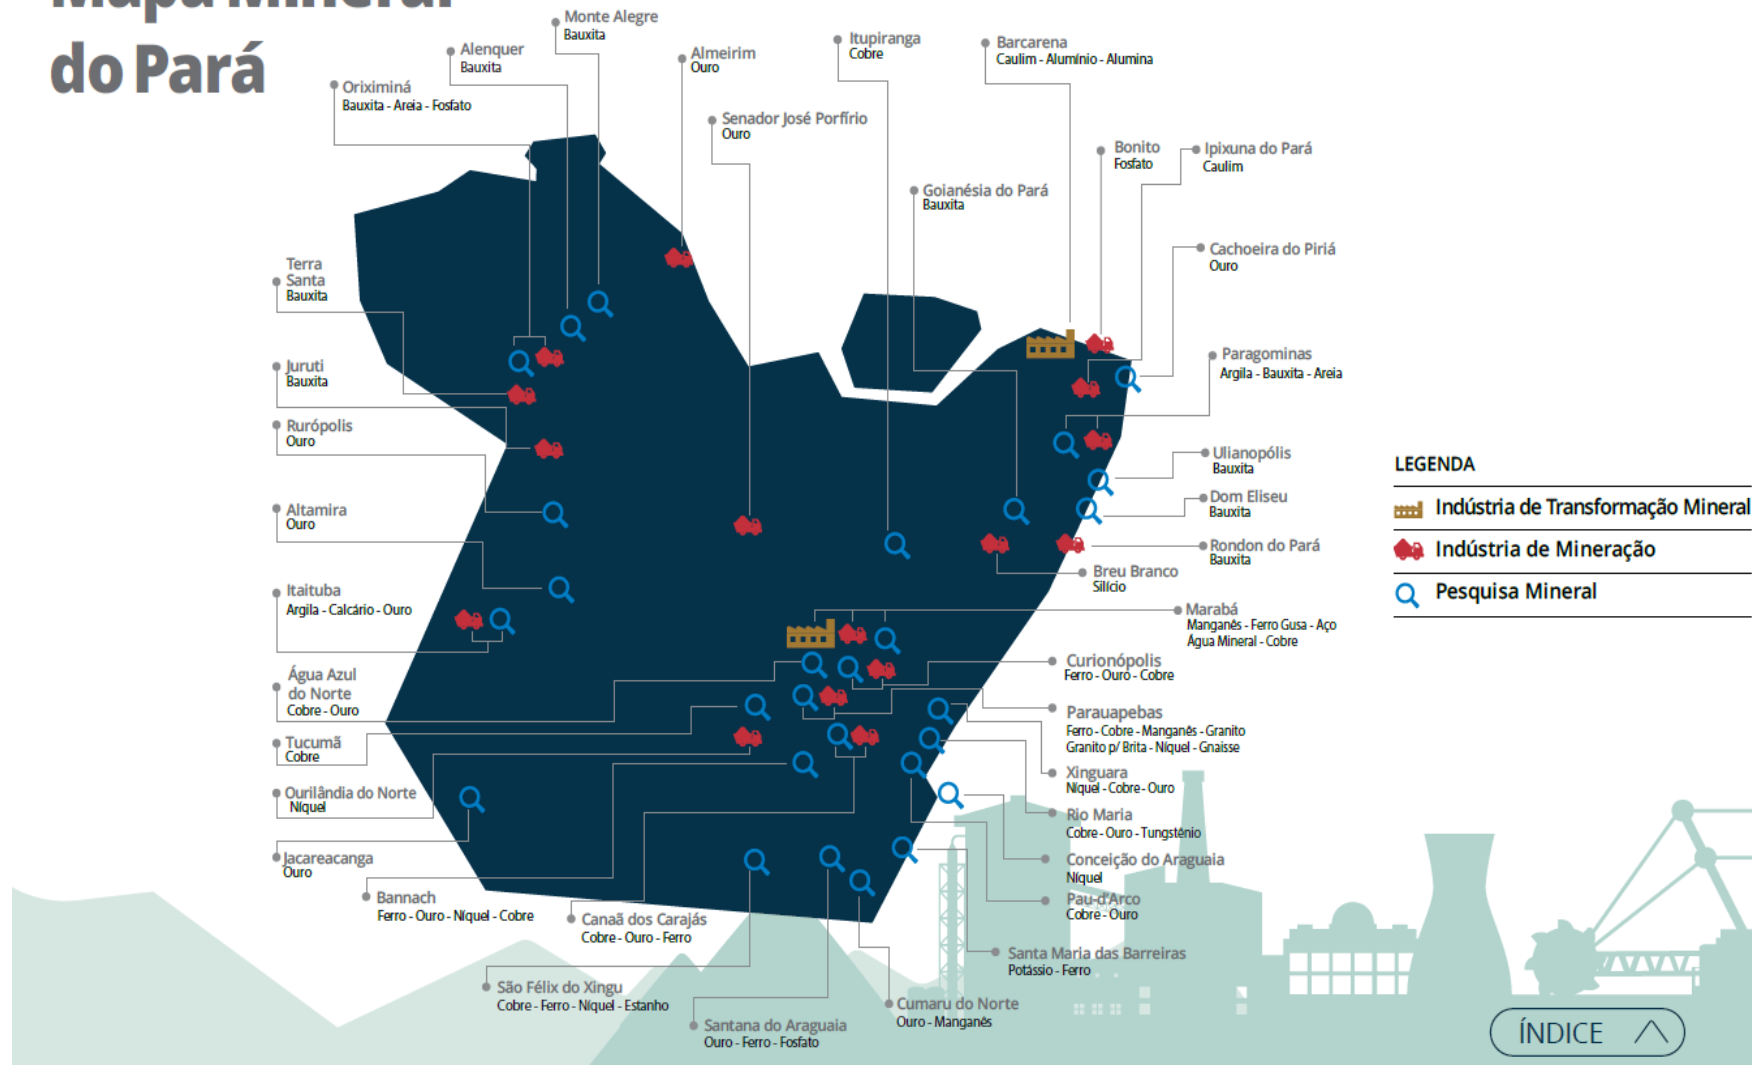 Mapa Mineral
do Pará
Monte Alegre
Bauxita
Alenquer
Bauxita
Oriximiná
Bauxita - Areia - Fosfato
Almeirim
Ouro
Senador José Porfírio
Ouro
Itupiranga
Cobre
Barcarena
Caulim - Alumínio - Alumina
Goianésia do Pará
Bauxita
Bonito
Fosfato
Ipixuna do Pará
Caulim
Cachoeira do Piriá
Ouro
Paragominas
Argila - Bauxita - Areia
Ulianopólis
Bauxita
Dom Eliseu
Bauxita
Rondon do Pará
Bauxita
Breu Branco
Silício
Marabá
Manganês - Ferro Gusa - Aço
Água Mineral - Cobre
Curionópolis
Ferro - Ouro - Cobre
Parauapebas
Ferro - Cobre - Manganês - Granito
Granito p/ Brita - Níquel - Gnaisse
Xinguara
Níquel - Cobre - Ouro
Rio Maria
Cobre - Ouro - Tungstênio
Conceição do Araguaia
Níquel
Pau-d'Arco
Cobre - Ouro
Santa Maria das Barreiras
Potássio - Ferro
Cumaru do Norte
Ouro - Manganês
Santana do Araguaia
Ouro - Ferro - Fosfato
São Félix do Xingu
Cobre - Ferro - Níquel - Estanho
Canaã dos Carajás
Cobre - Ouro - Ferro
Bannach
Ferro - Ouro - Níquel - Cobre
Jacareacanga
Ouro
Ourilândia do Norte
Níquel
Tucumã
Cobre
Água Azul
do Norte
Cobre - Ouro
Itaituba
Argila - Calcário - Ouro
Altamira
Ouro
Rurópolis
Ouro
Juruti
Bauxita
Terra
Santa
Bauxita
LEGENDA
Indústria de Transformação Mineral
Indústria de Mineração
Pesquisa Mineral
ÍNDICE